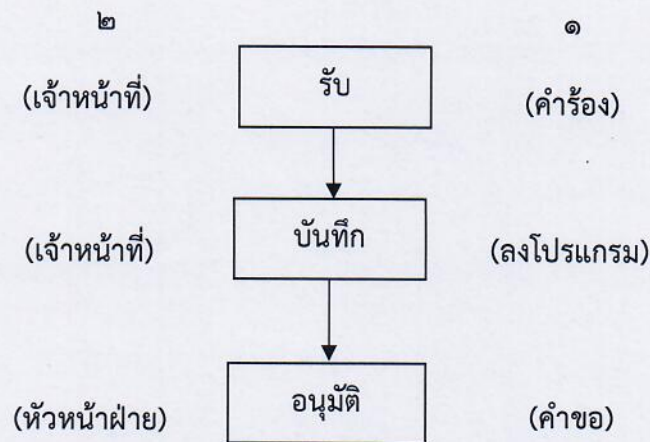 ๒ ๑
(เจ้าหน้าที่) รับ (คำร้อง)
(เจ้าหน้าที่) บันทึก (ลงโปรแกรม)
(หัวหน้าฝ่าย) อนุมัติ (คำขอ)